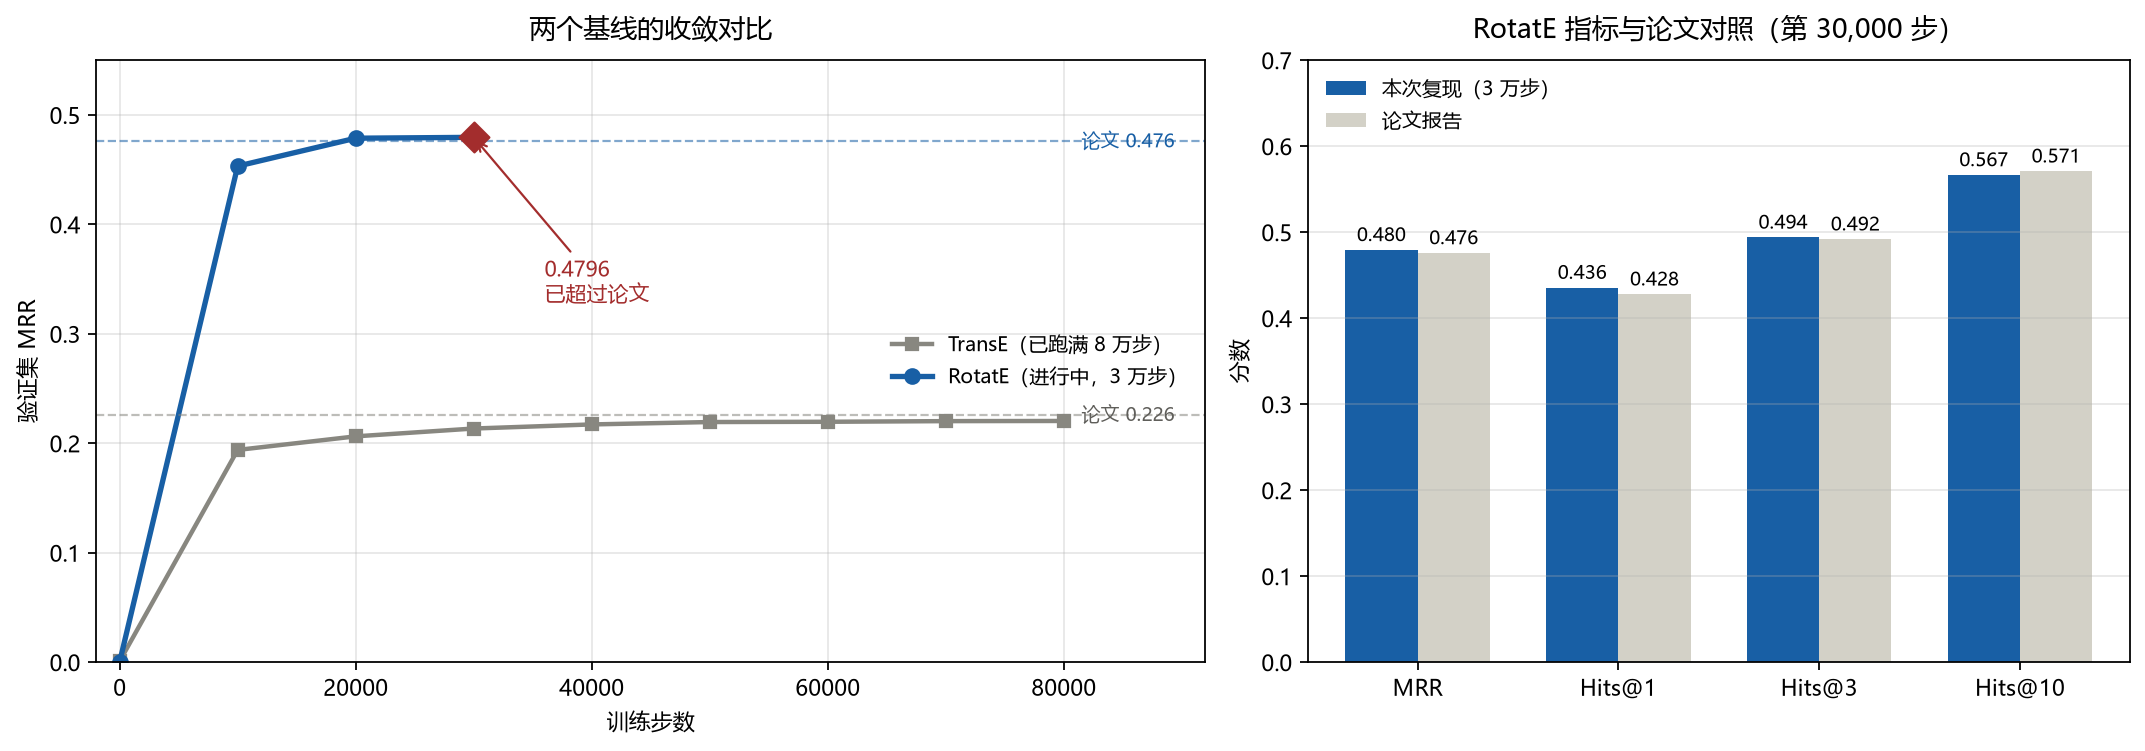 两个基线的收敛对比
验证集 MRR
0.5
0.4
0.3
0.2
0.1
0.0
论文 0.476
0.4796
已超过论文
TransE（已跑满 8 万步）
RotatE（进行中，3 万步）
论文 0.226
0
20000
40000
60000
80000
训练步数
RotatE 指标与论文对照（第 30,000 步）
分数
0.7
0.6
0.5
0.4
0.3
0.2
0.1
0.0
本次复现（3 万步）
论文报告
0.480
0.476
0.436
0.428
0.494
0.492
0.567
0.571
MRR
Hits@1
Hits@3
Hits@10